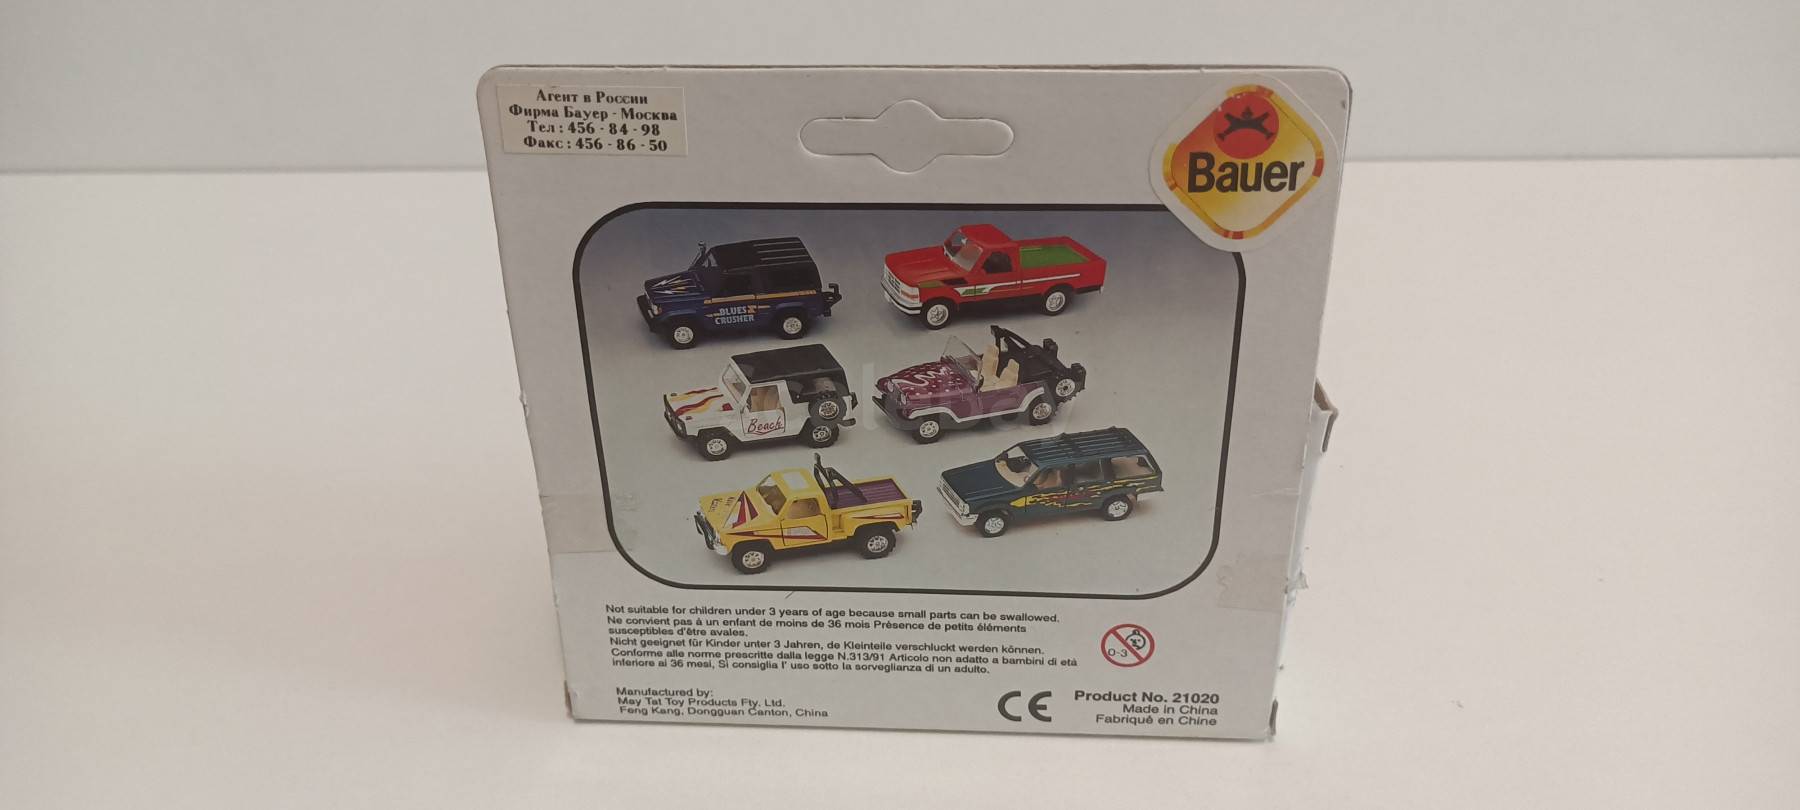 Агент в России
Фирма Бауер - Москва
Тел : 456 - 84 - 98
Факс : 456 - 86 - 50
Bauer
BLUES
CRUSHER
Beach
Not suitable for children under 3 years of age because small parts can be swallowed.
Ne convient pas à un enfant de moins de 36 mois Présence de petits éléments
susceptibles d'être avales.
Nicht geeignet für Kinder unter 3 Jahren, de Kleinteile verschluckt werden können.
Conforme alle norme prescritte dalla legge N.313/91 Articolo non adatto a bambini di età
inferiore ai 36 mesi, Si consiglia l' uso sotto la sorveglianza di un adulto.
0-3
Manufactured by:
May Tat Toy Products Fty. Ltd.
Feng Kang, Dongguan Canton, China
CE
Product No. 21020
Made in China
Fabriqué en Chine